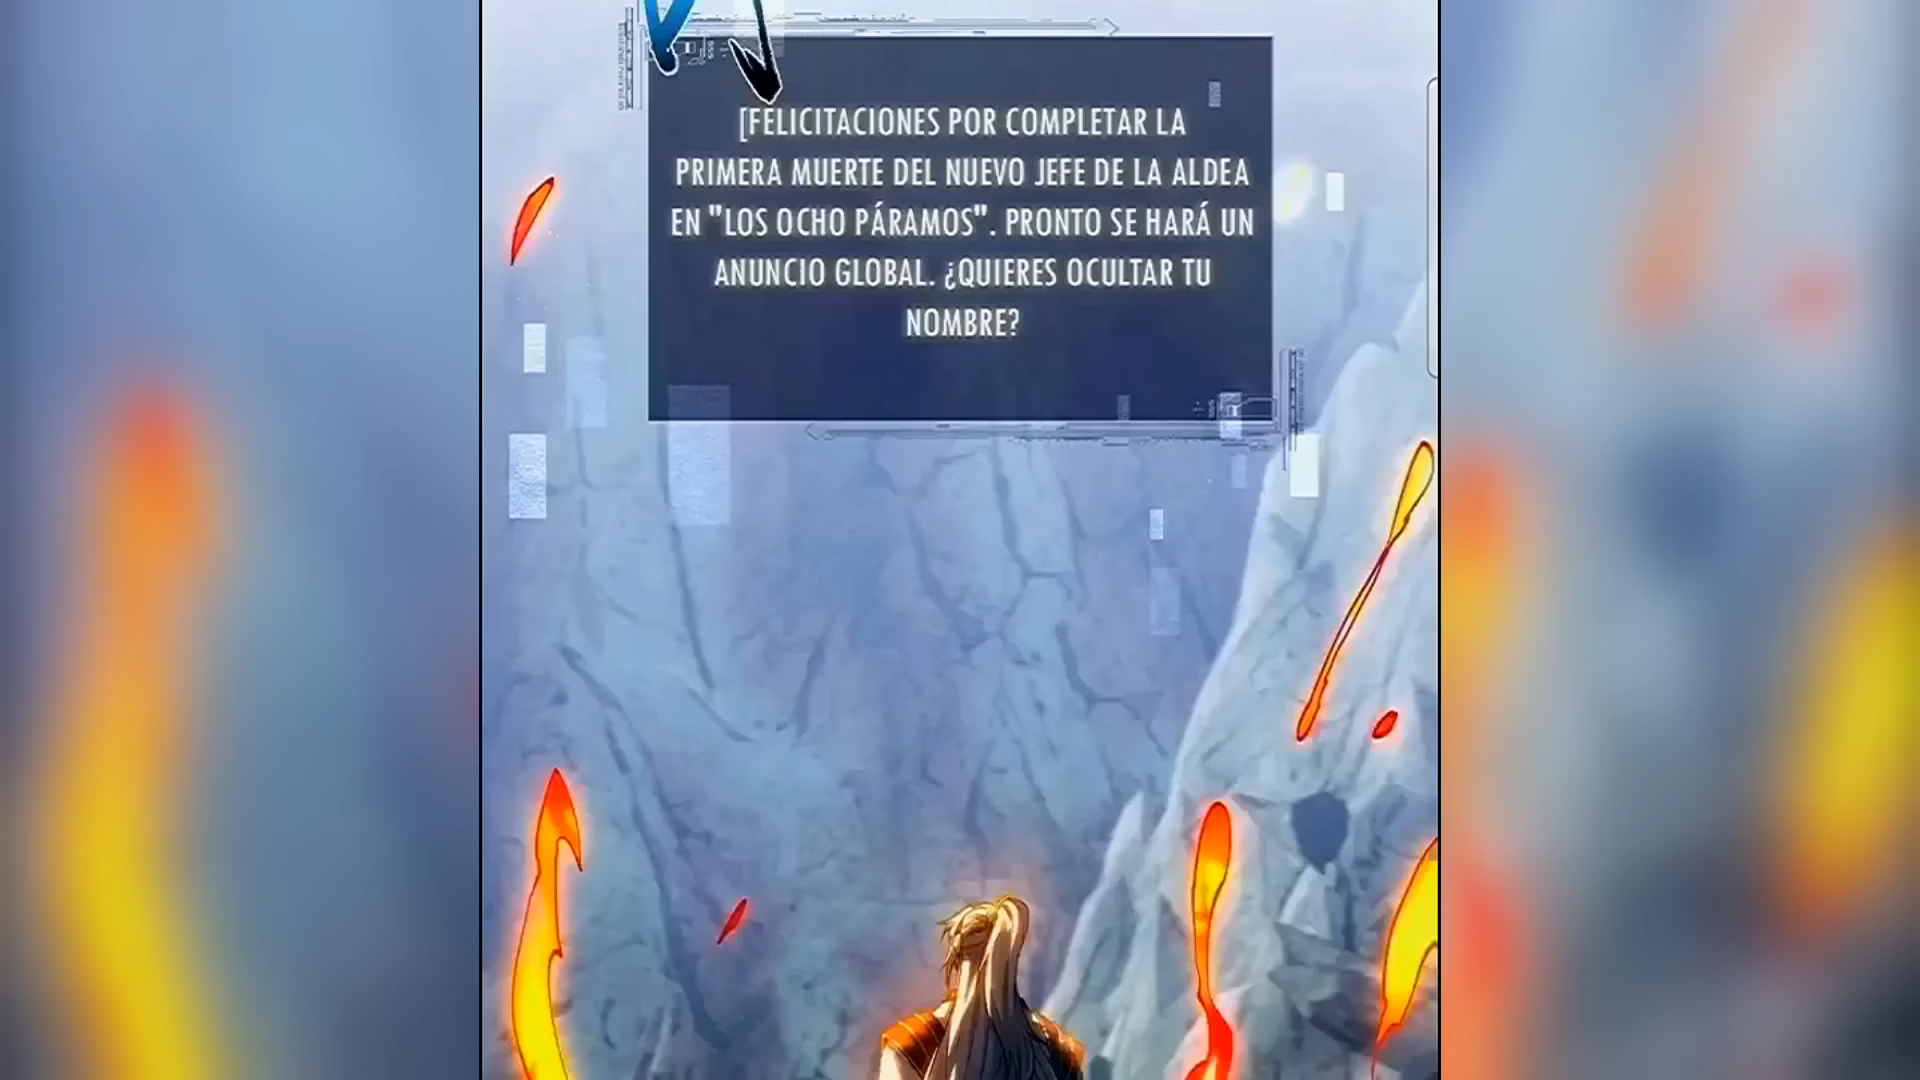 [FELICITACIONES POR COMPLETAR LA
PRIMERA MUERTE DEL NUEVO JEFE DE LA ALDEA
EN "LOS OCHO PÁRAMOS". PRONTO SE HARÁ UN
ANUNCIO GLOBAL. ¿QUIERES OCULTAR TU
NOMBRE?